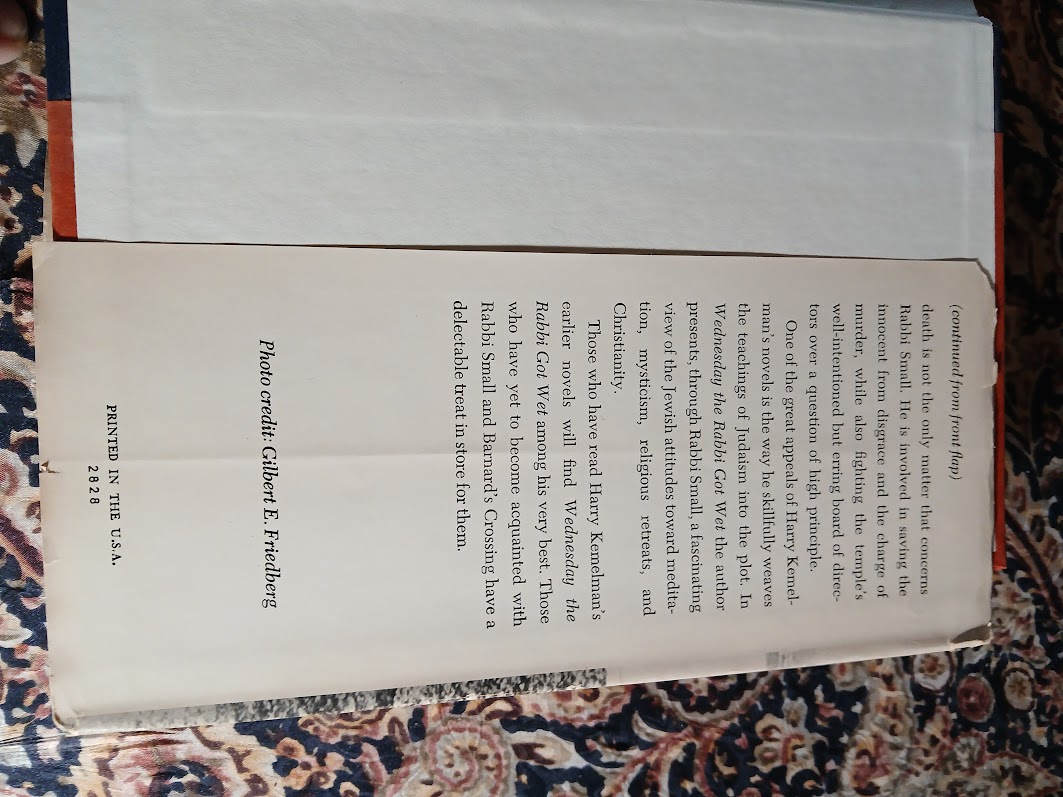 (continued from front flap)
death is not the only matter that concerns
Rabbi Small. He is involved in saving the
innocent from disgrace and the charge of
murder, while also fighting the temple's
well-intentioned but erring board of direc-
tors over a question of high principle.
One of the great appeals of Harry Kemel-
man's novels is the way he skillfully weaves
the teachings of Judaism into the plot. In
Wednesday the Rabbi Got Wet the author
presents, through Rabbi Small, a fascinating
view of the Jewish attitudes toward medita-
tion, mysticism, religious retreats, and
Christianity.
Those who have read Harry Kemelman's
earlier novels will find Wednesday the
Rabbi Got Wet among his very best. Those
who have yet to become acquainted with
Rabbi Small and Barnard's Crossing have a
delectable treat in store for them.
Photo credit: Gilbert E. Friedberg
PRINTED IN THE U.S.A.
2828